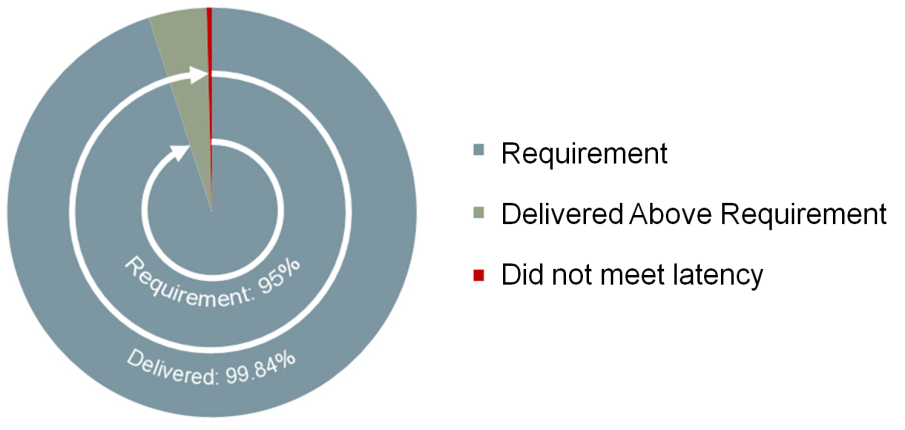 Requirement: 95%
Delivered: 99.84%
Requirement
Delivered Above Requirement
Did not meet latency